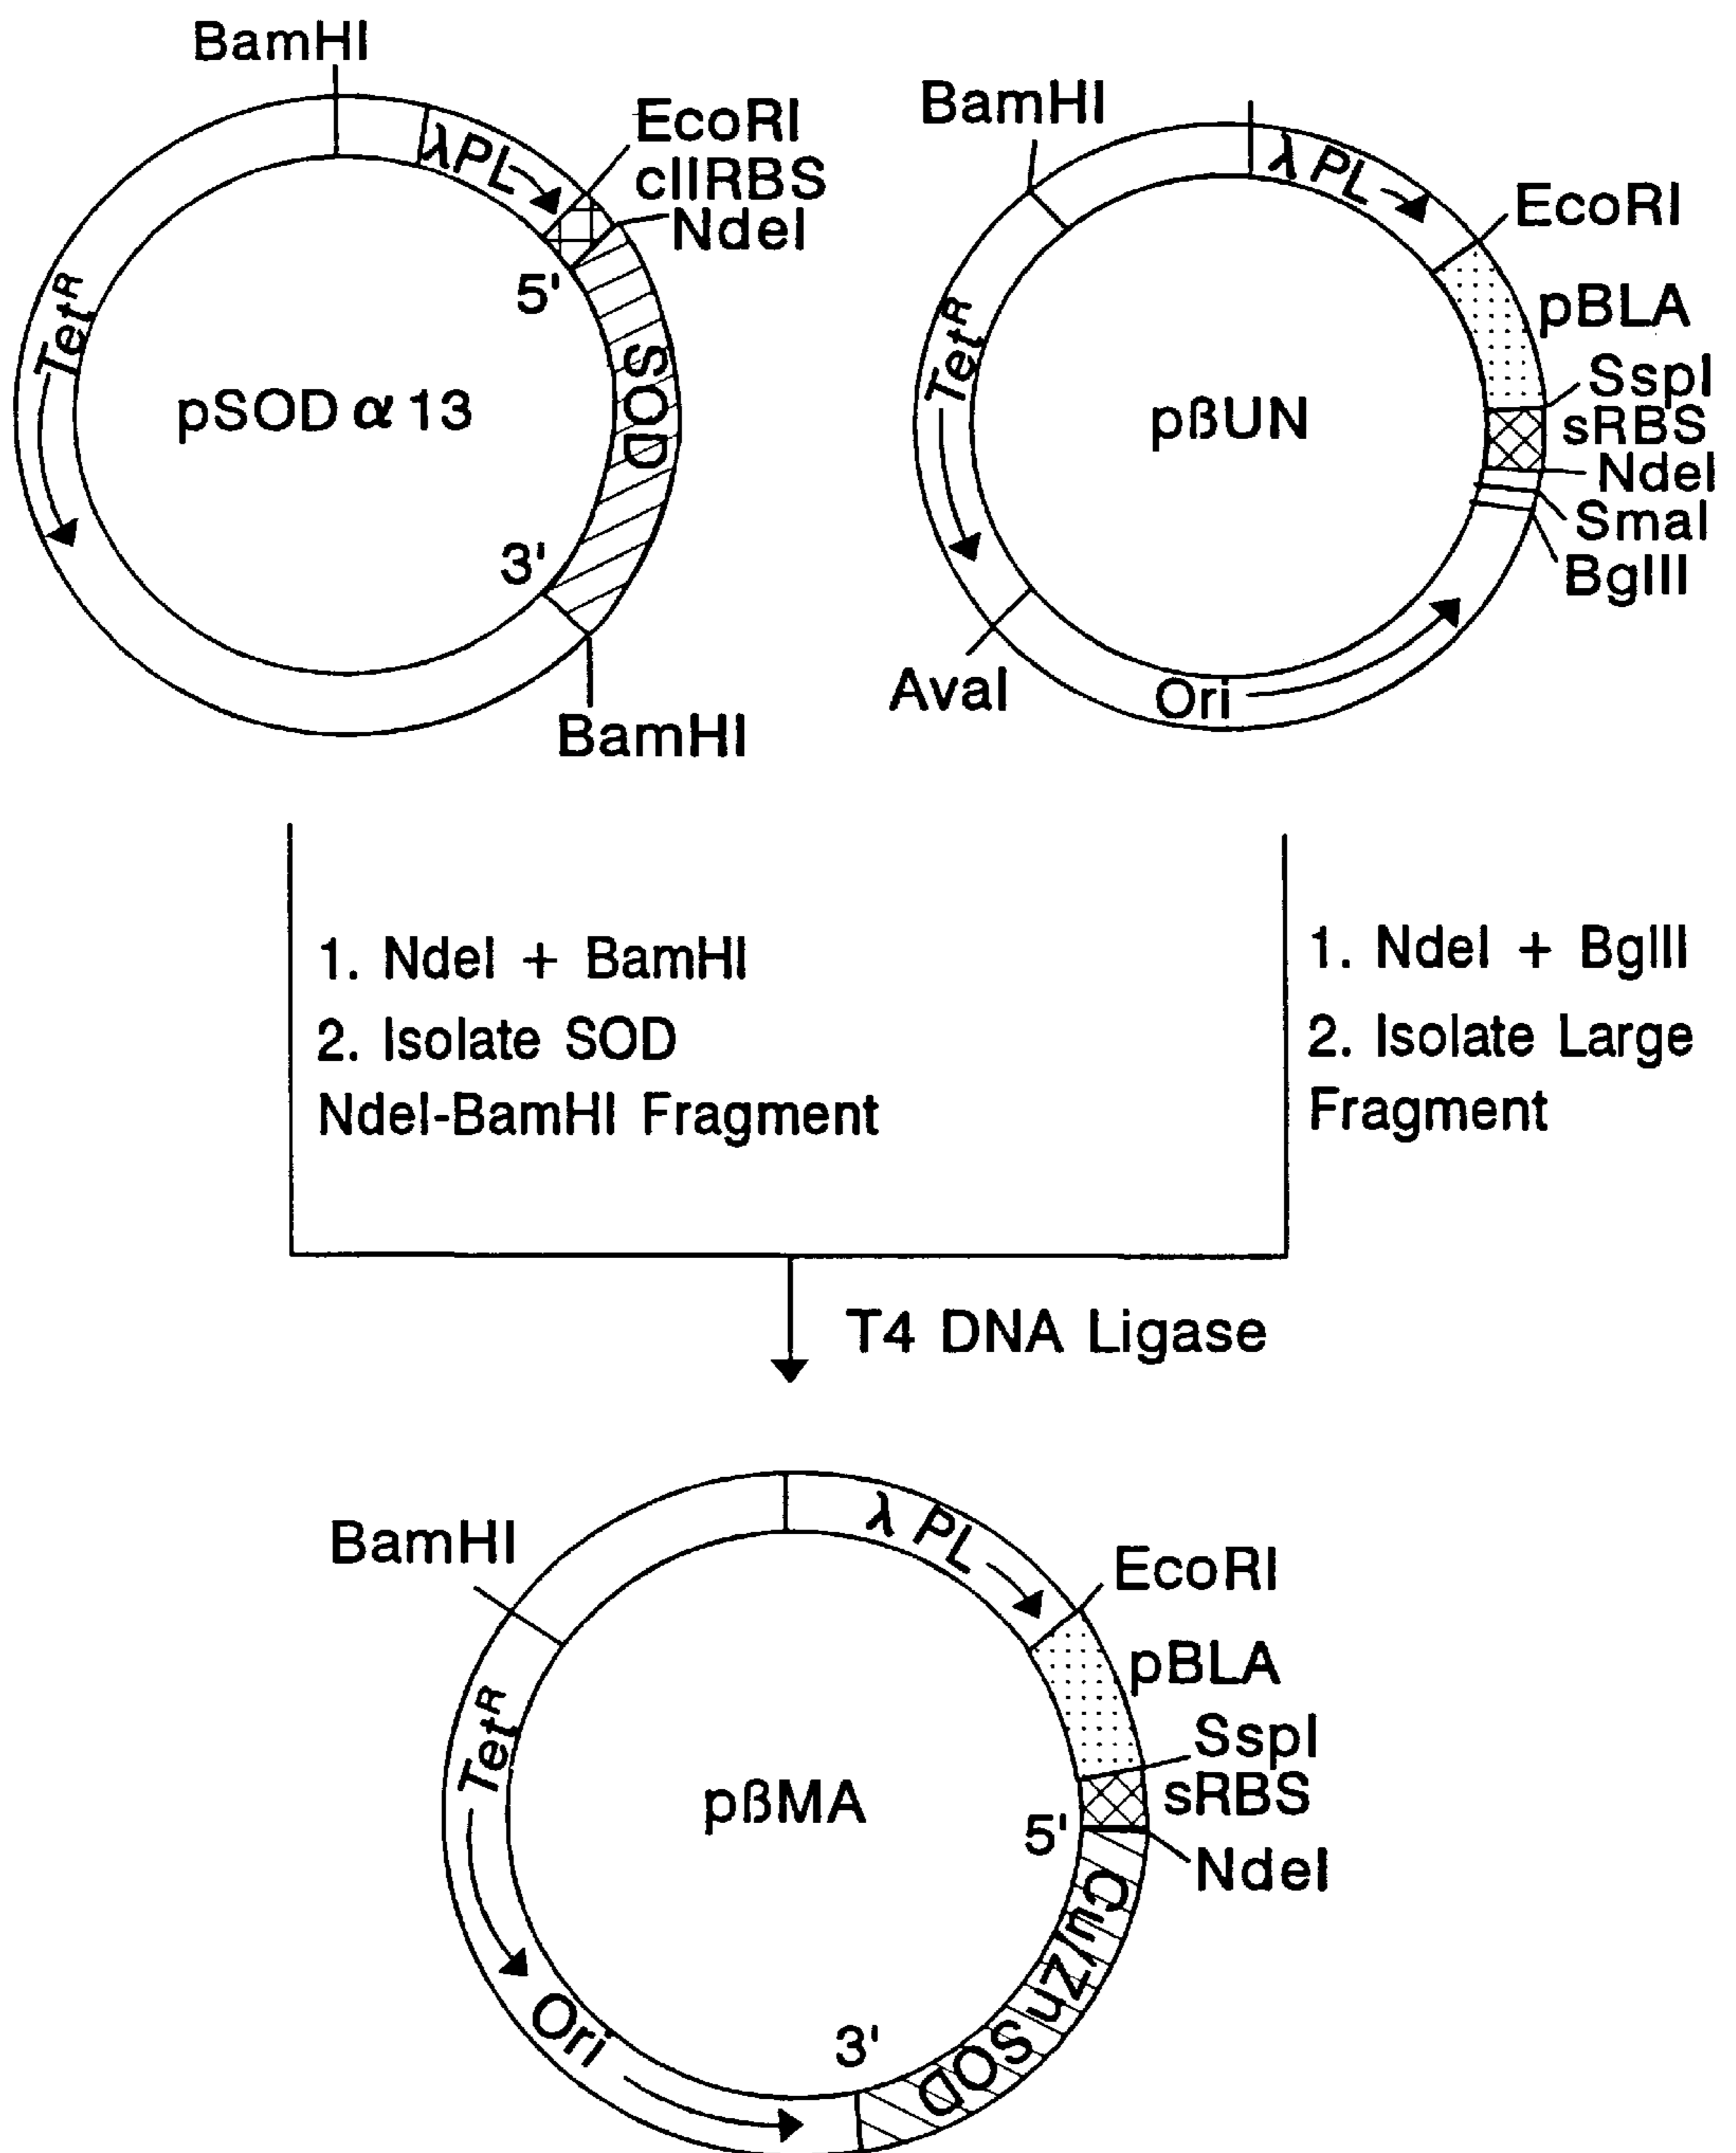 BamHI
EcoRI
cIIRBS
NdeI
λPL
5'
TetR
pSOD α 13
SOD
3'
BamHI
BamHI
λ PL
EcoRI
pBLA
SspI
sRBS
NdeI
SmaI
BglII
TetR
pßUN
AvaI
Ori
1. NdeI + BamHI
2. Isolate SOD
NdeI-BamHI Fragment
1. NdeI + BglII
2. Isolate Large
Fragment
T4 DNA Ligase
BamHI
λ PL
EcoRI
pBLA
SspI
sRBS
NdeI
5'
TetR
pßMA
Cu/Zn SOD
3'
Ori